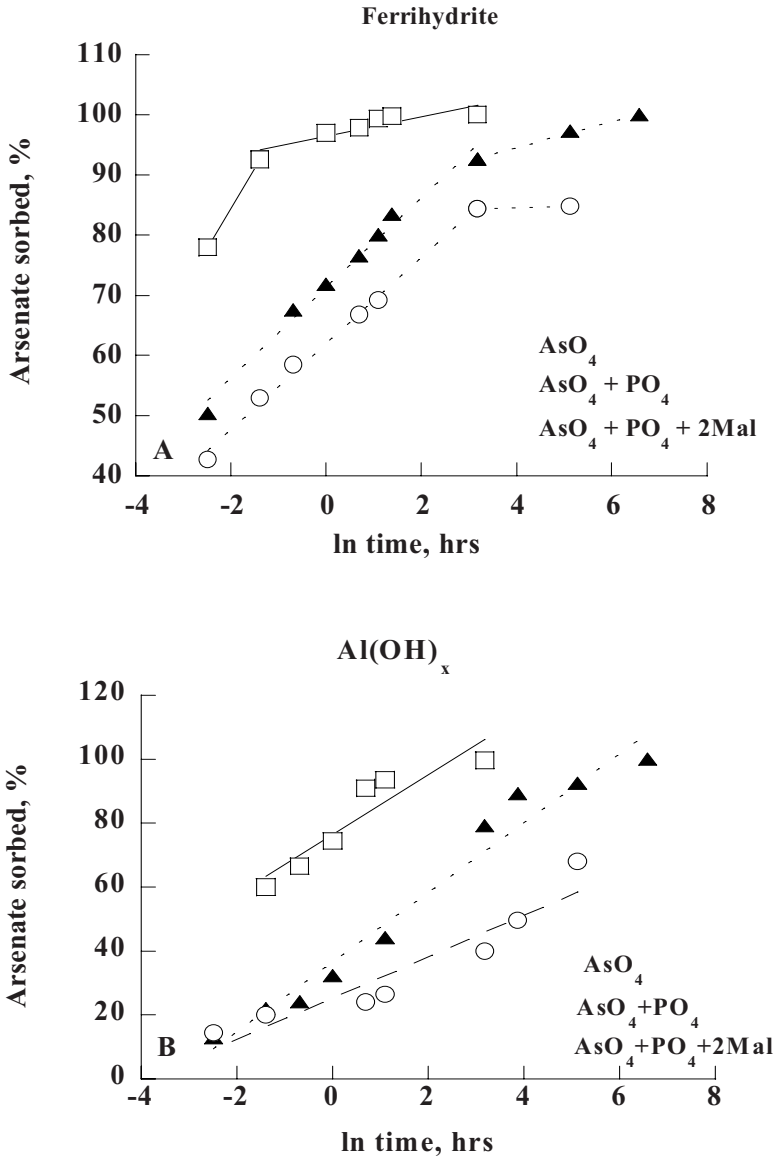 Ferrihydrite
110
100
90
80
70
60
50
40
Arsenate sorbed, %
AsO4
AsO4 + PO4
AsO4 + PO4 + 2Mal
A
-4 -2 0 2 4 6 8
ln time, hrs
Al(OH)x
120
100
80
60
40
20
0
Arsenate sorbed, %
AsO4
AsO4+PO4
AsO4+PO4+2Mal
B
-4 -2 0 2 4 6 8
ln time, hrs